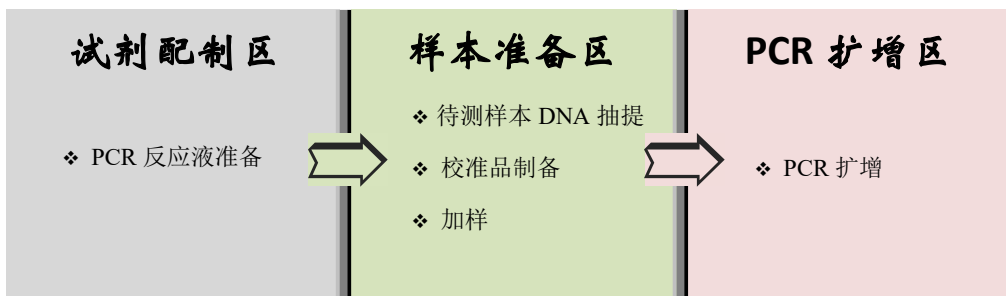 试剂配制区
❖ PCR 反应液准备
样本准备区
❖ 待测样本 DNA 抽提
❖ 校准品制备
❖ 加样
PCR 扩增区
❖ PCR 扩增